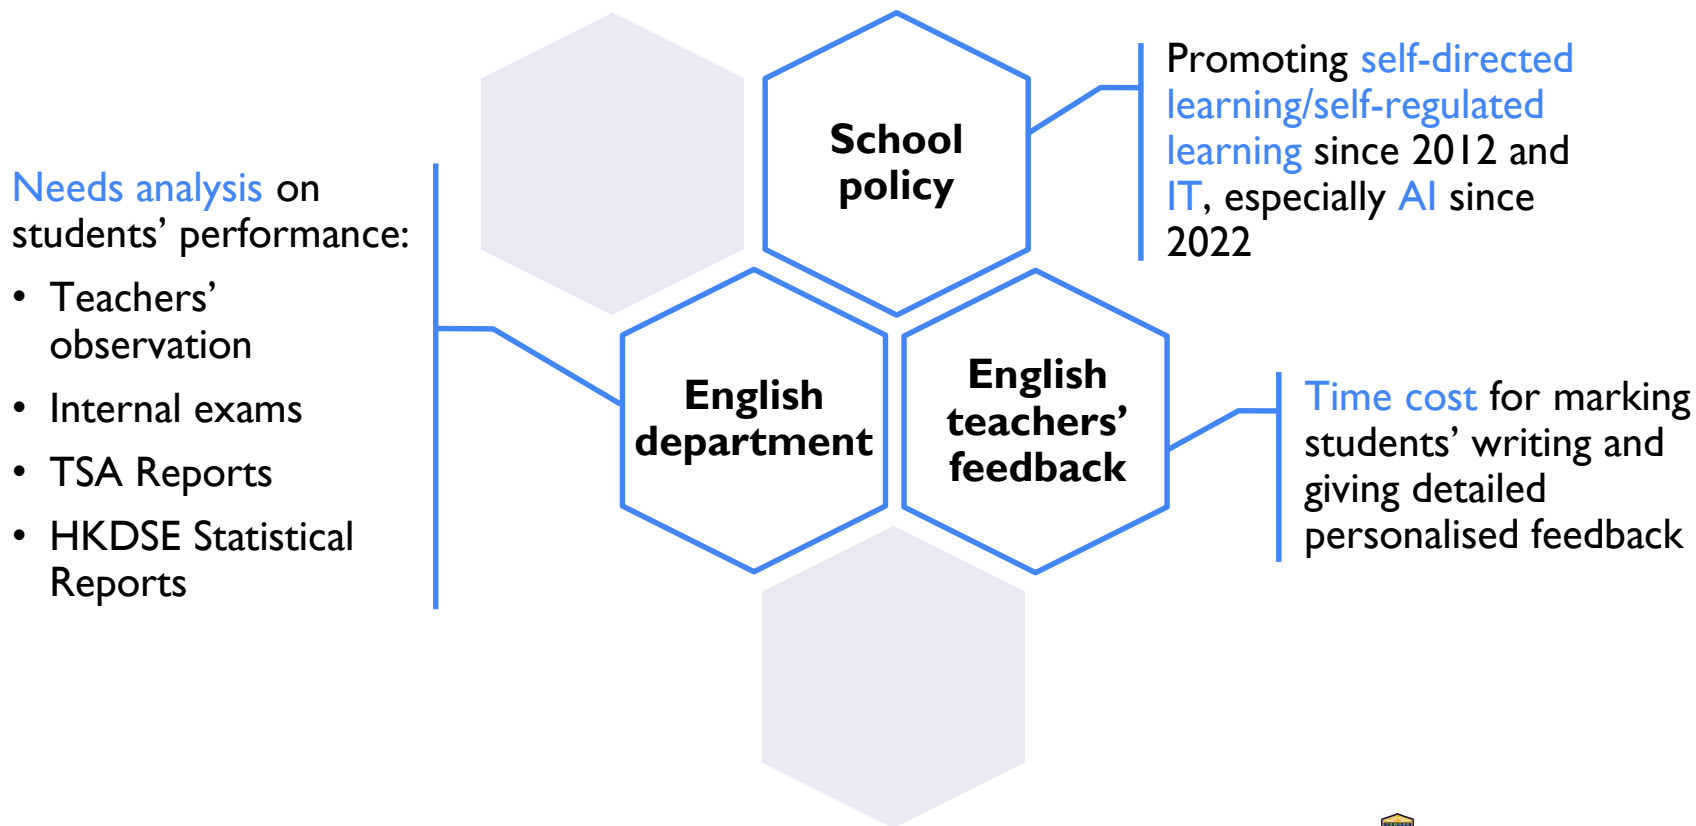 School
policy
Promoting self-directed
learning/self-regulated
learning since 2012 and
IT, especially AI since
2022
Needs analysis on
students’ performance:
• Teachers’
observation
• Internal exams
• TSA Reports
• HKDSE Statistical
Reports
English
department
English
teachers’
feedback
Time cost for marking
students’ writing and
giving detailed
personalised feedback